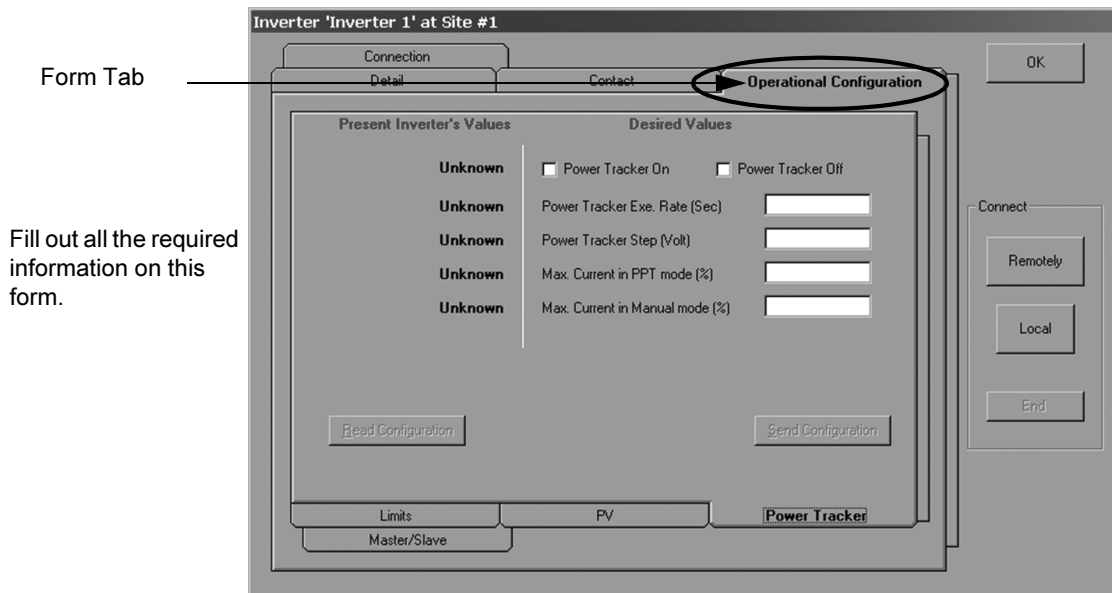 Inverter 'Inverter 1' at Site #1
Form Tab
Fill out all the required
information on this
form.
Connection
Detail
Contact
Operational Configuration
Present Inverter's Values
Desired Values
Unknown
Power Tracker On
Power Tracker Off
Unknown
Power Tracker Exe. Rate (Sec)
Unknown
Power Tracker Step (Volt)
Unknown
Max. Current in PPT mode (%)
Unknown
Max. Current in Manual mode (%)
Read Configuration
Send Configuration
Limits
PV
Power Tracker
Master/Slave
OK
Connect
Remotely
Local
End